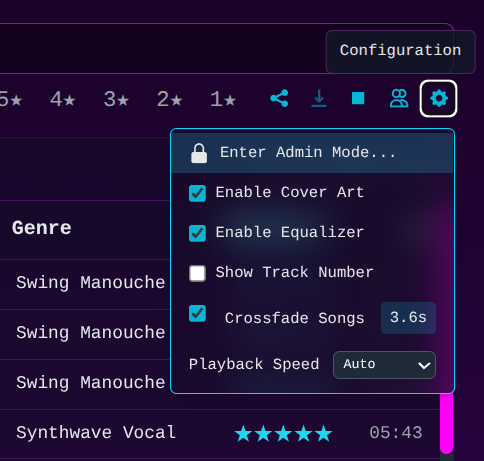 Configuration
5★ 4★ 3★ 2★ 1★
Enter Admin Mode...
Enable Cover Art
Genre
Enable Equalizer
Show Track Number
Swing Manouche
Crossfade Songs 3.6s
Swing Manouche
Playback Speed Auto
Swing Manouche
Synthwave Vocal ★★★★★ 05:43